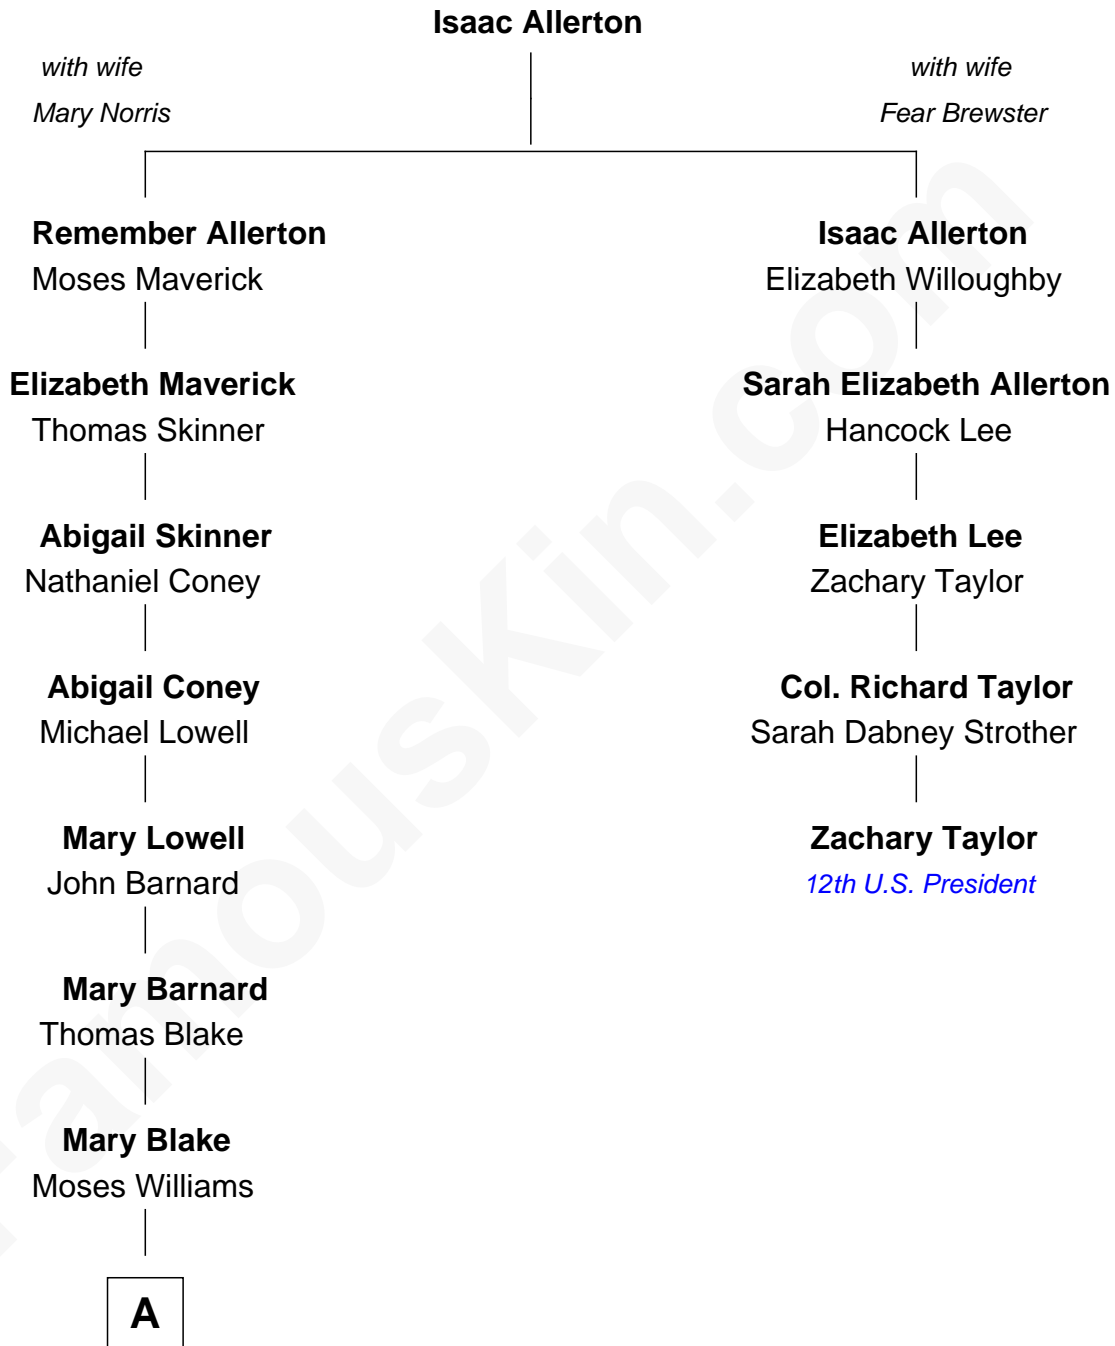 Isaac Allerton
with wife
Mary Norris
with wife
Fear Brewster
Remember Allerton
Moses Maverick
Isaac Allerton
Elizabeth Willoughby
Elizabeth Maverick
Thomas Skinner
Sarah Elizabeth Allerton
Hancock Lee
Abigail Skinner
Nathaniel Coney
Elizabeth Lee
Zachary Taylor
Abigail Coney
Michael Lowell
Col. Richard Taylor
Sarah Dabney Strother
Mary Lowell
John Barnard
Zachary Taylor
12th U.S. President
Mary Barnard
Thomas Blake
Mary Blake
Moses Williams
A
FamousKin.com